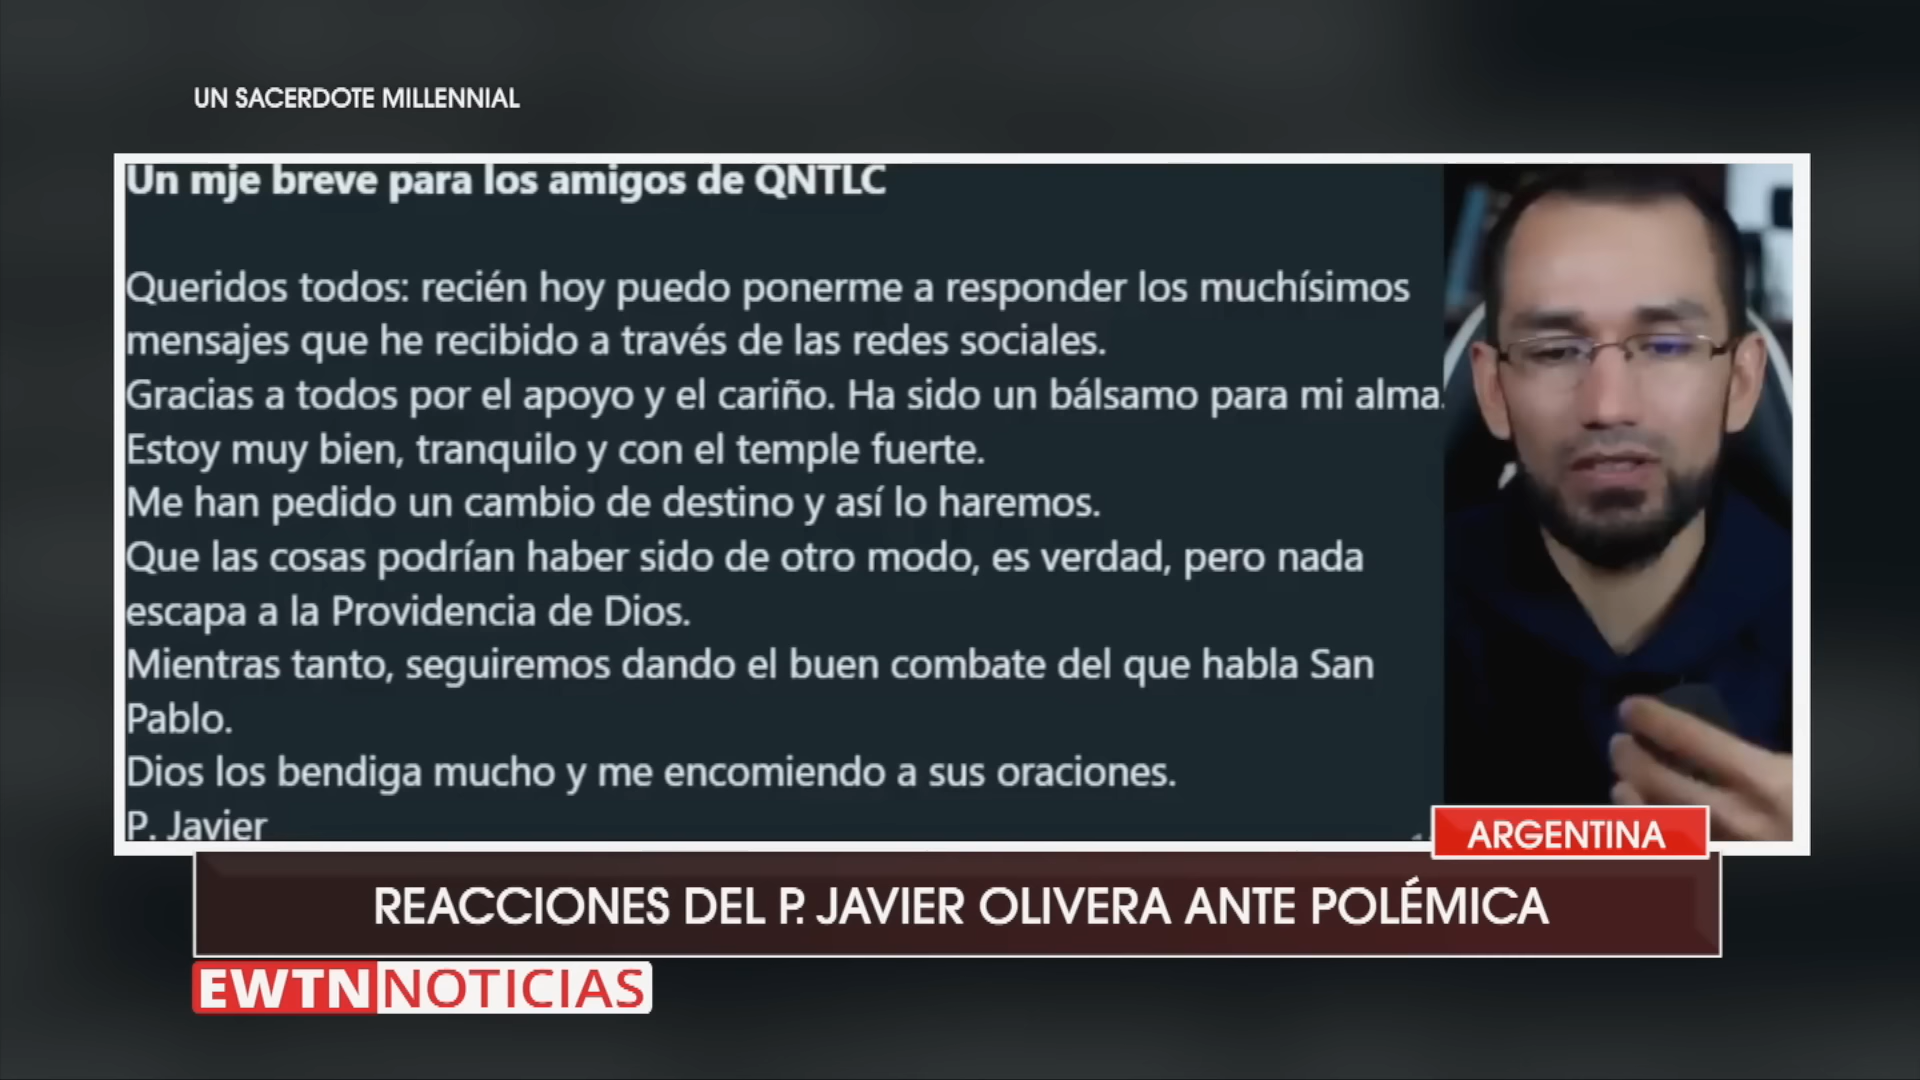 UN SACERDOTE MILLENNIAL
Un mje breve para los amigos de QNTLC
Queridos todos: recién hoy puedo ponerme a responder los muchísimos
mensajes que he recibido a través de las redes sociales.
Gracias a todos por el apoyo y el cariño. Ha sido un bálsamo para mi alma.
Estoy muy bien, tranquilo y con el temple fuerte.
Me han pedido un cambio de destino y así lo haremos.
Que las cosas podrían haber sido de otro modo, es verdad, pero nada
escapa a la Providencia de Dios.
Mientras tanto, seguiremos dando el buen combate del que habla San
Pablo.
Dios los bendiga mucho y me encomiendo a sus oraciones.
P. Javier
ARGENTINA
REACCIONES DEL P. JAVIER OLIVERA ANTE POLÉMICA
EWTN NOTICIAS